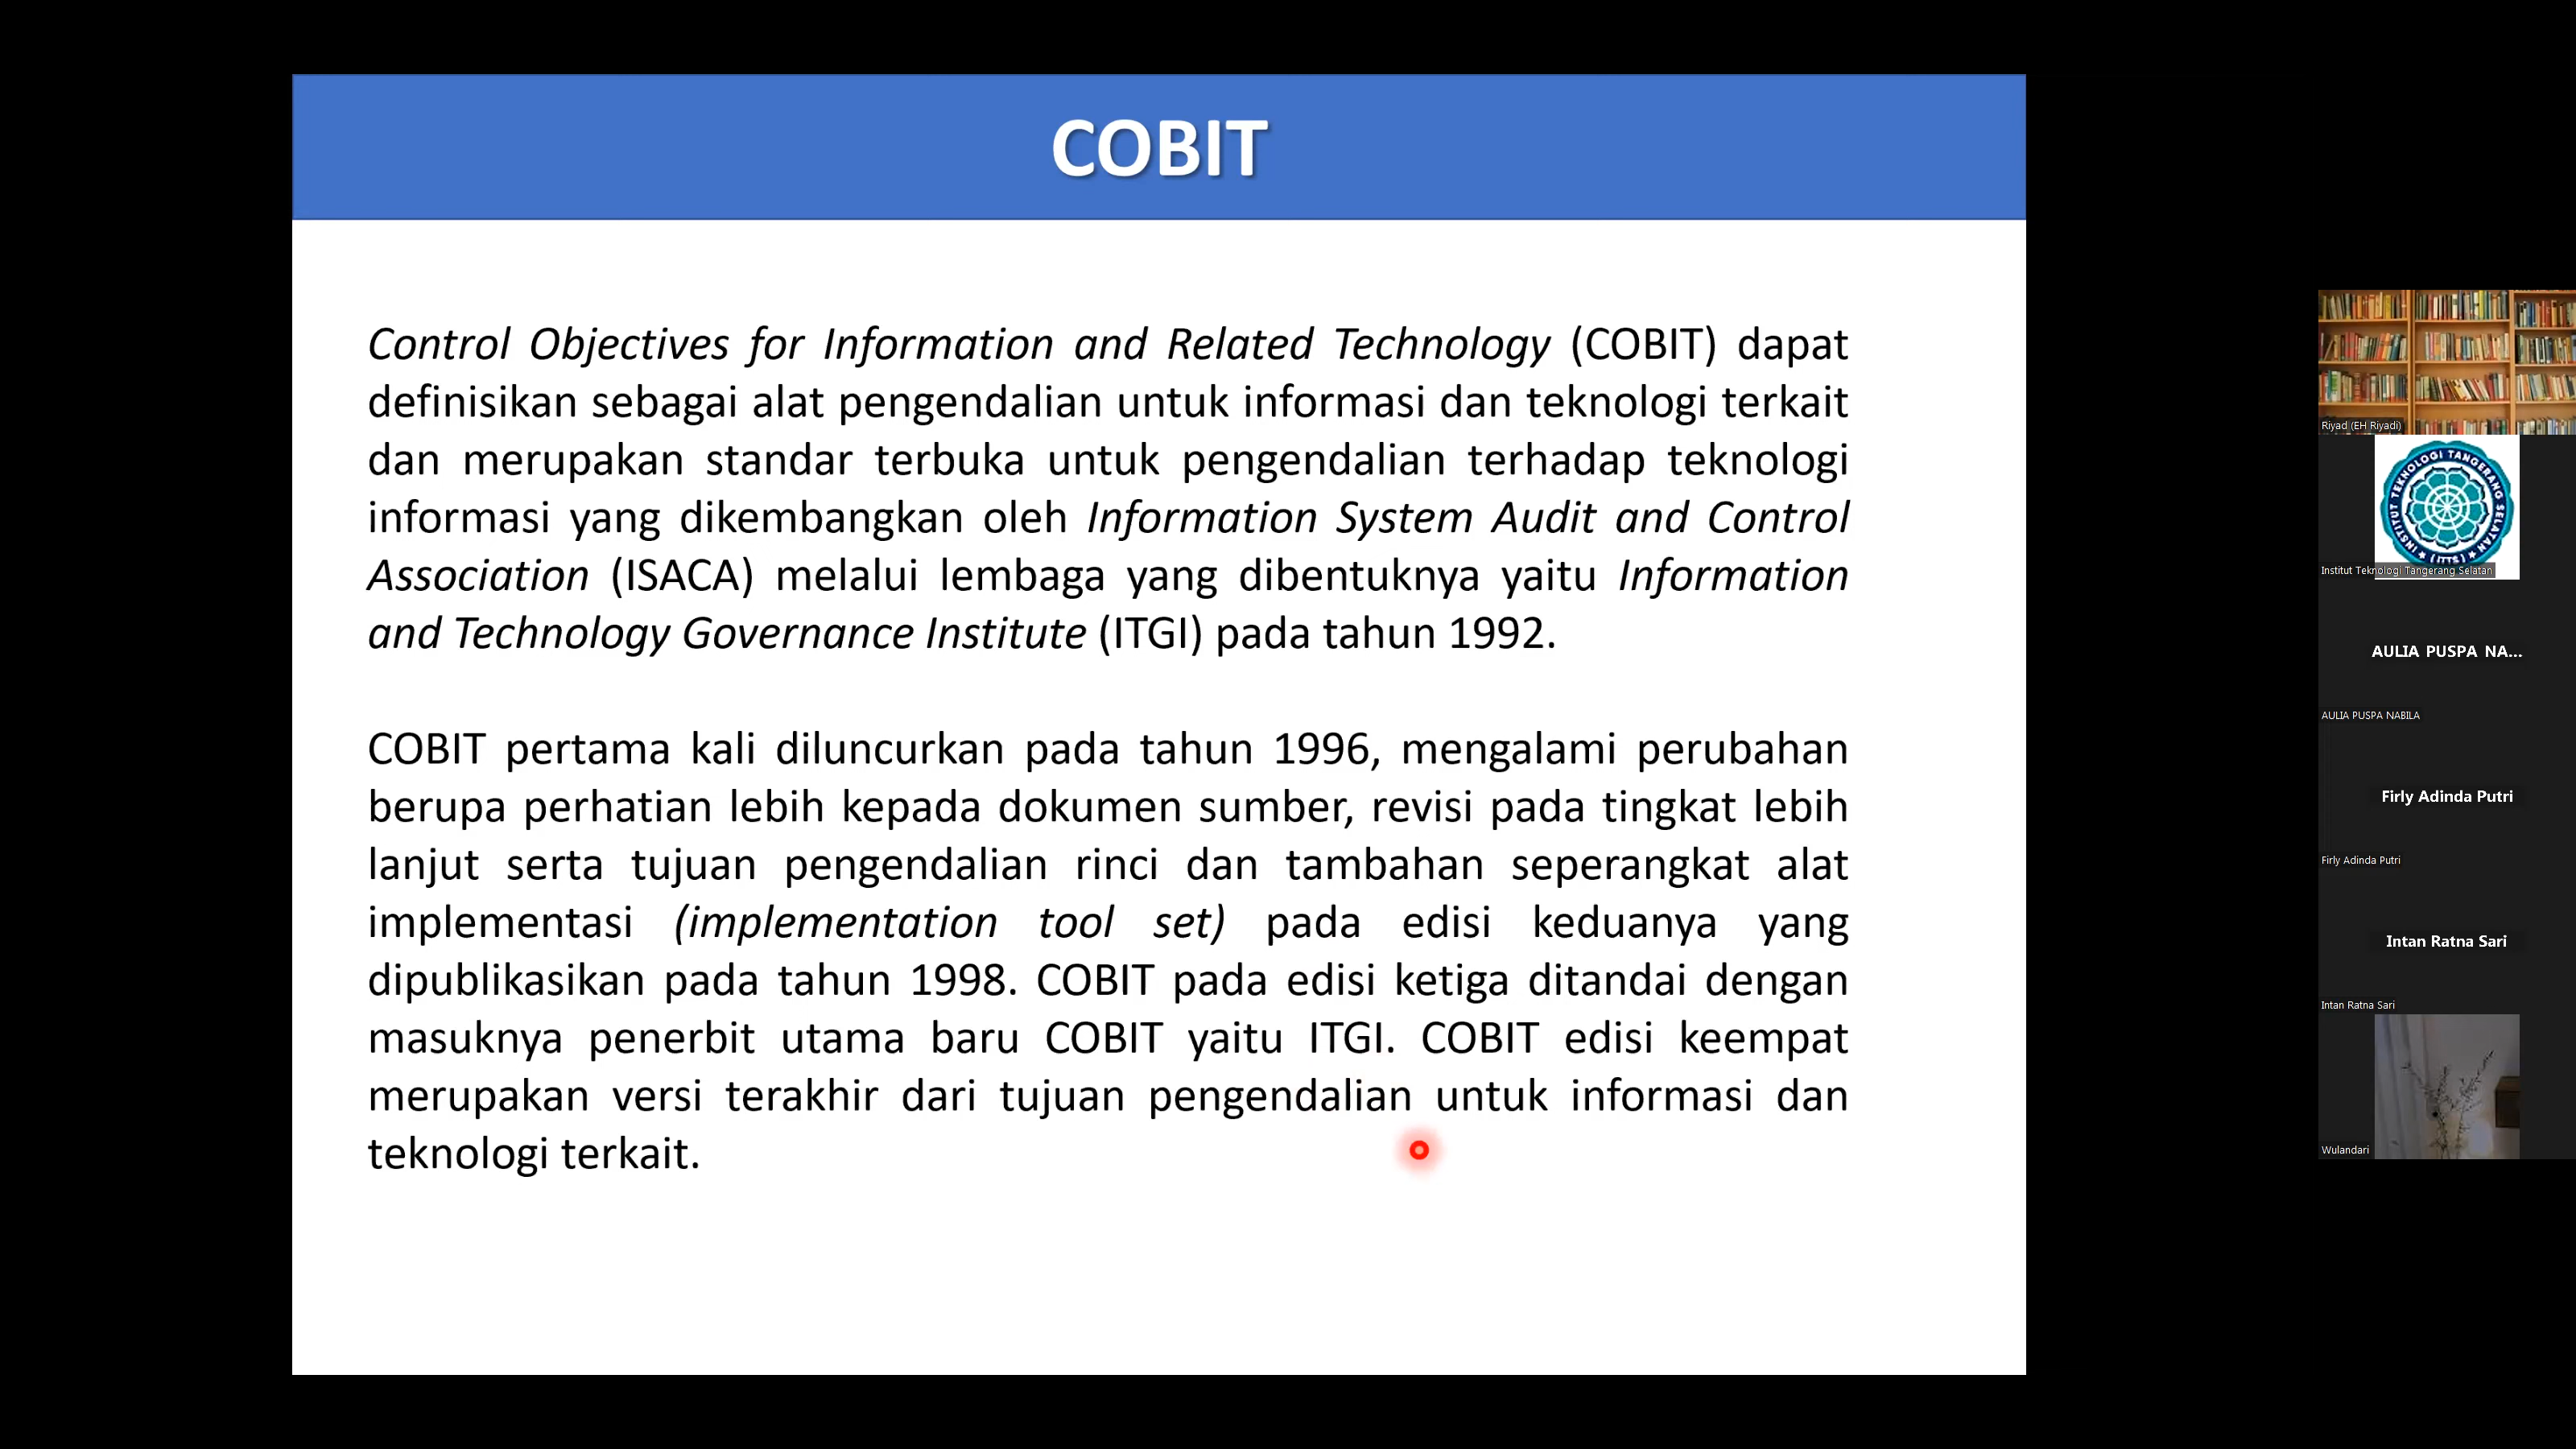 COBIT
Control Objectives for Information and Related Technology (COBIT) dapat
definisikan sebagai alat pengendalian untuk informasi dan teknologi terkait
dan merupakan standar terbuka untuk pengendalian terhadap teknologi
informasi yang dikembangkan oleh Information System Audit and Control
Association (ISACA) melalui lembaga yang dibentuknya yaitu Information
and Technology Governance Institute (ITGI) pada tahun 1992.
COBIT pertama kali diluncurkan pada tahun 1996, mengalami perubahan
berupa perhatian lebih kepada dokumen sumber, revisi pada tingkat lebih
lanjut serta tujuan pengendalian rinci dan tambahan seperangkat alat
implementasi (implementation tool set) pada edisi keduanya yang
dipublikasikan pada tahun 1998. COBIT pada edisi ketiga ditandai dengan
masuknya penerbit utama baru COBIT yaitu ITGI. COBIT edisi keempat
merupakan versi terakhir dari tujuan pengendalian untuk informasi dan
teknologi terkait.
Riyad (EH Riyadi)
INSTITUT TEKNOLOGI TANGERANG SELATAN
(ITTS)
Institut Teknologi Tangerang Selatan
AULIA PUSPA NA...
AULIA PUSPA NABILA
Firly Adinda Putri
Firly Adinda Putri
Intan Ratna Sari
Intan Ratna Sari
Wulandari